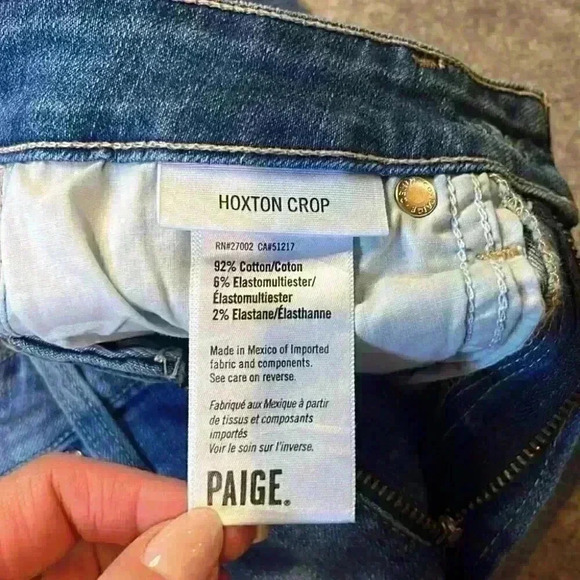 HOXTON CROP
RN#27002 CA#51217
92% Cotton/Coton
6% Elastomultiester/
Élastomultiester
2% Elastane/Élasthanne
Made in Mexico of Imported
fabric and components.
See care on reverse.
Fabriqué aux Mexique à partir
de tissus et composants
importés
Voir le soin sur l'inverse.
PAIGE®